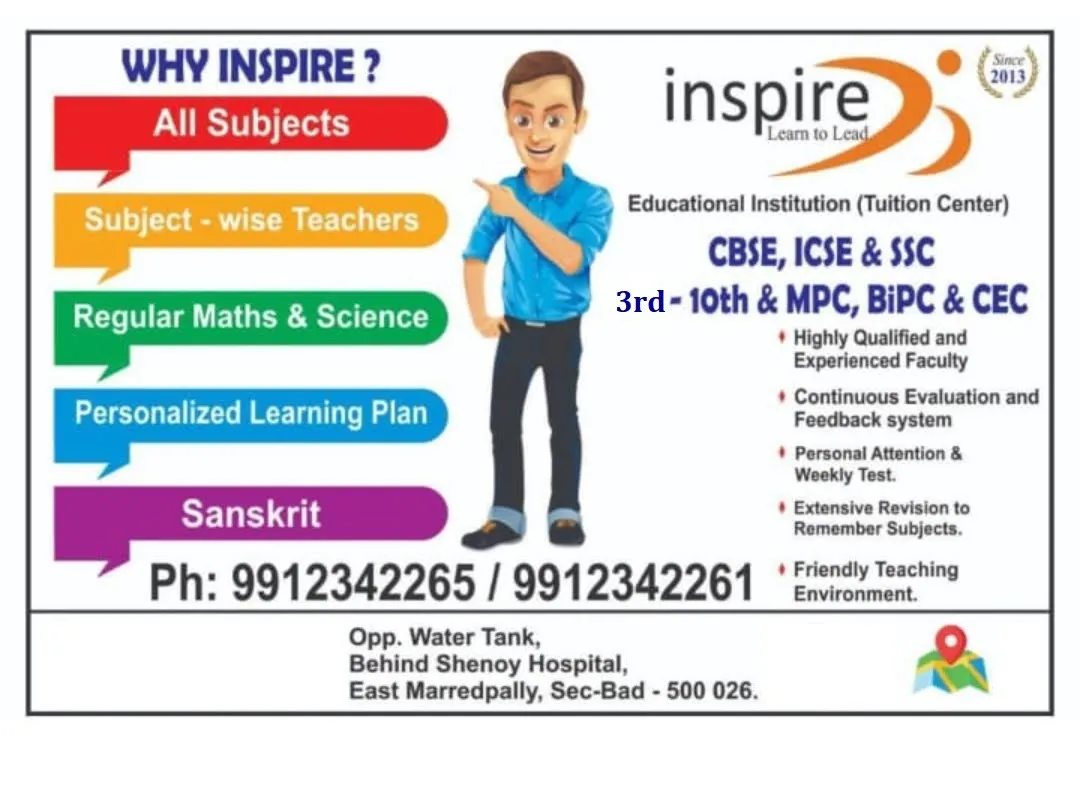 WHY INSPIRE ?
All Subjects
Subject - wise Teachers
Regular Maths & Science
Personalized Learning Plan
Sanskrit
inspire
Learn to Lead
Since
2013
Educational Institution (Tuition Center)
CBSE, ICSE & SSC
3rd - 10th & MPC, BiPC & CEC
Highly Qualified and
Experienced Faculty
Continuous Evaluation and
Feedback system
Personal Attention &
Weekly Test.
Extensive Revision to
Remember Subjects.
Friendly Teaching
Environment.
Ph: 9912342265 / 9912342261
Opp. Water Tank,
Behind Shenoy Hospital,
East Marredpally, Sec-Bad - 500 026.